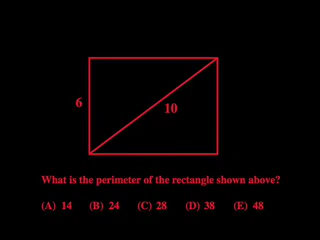 6
10
What is the perimeter of the rectangle shown above?
(A) 14 (B) 24 (C) 28 (D) 38 (E) 48